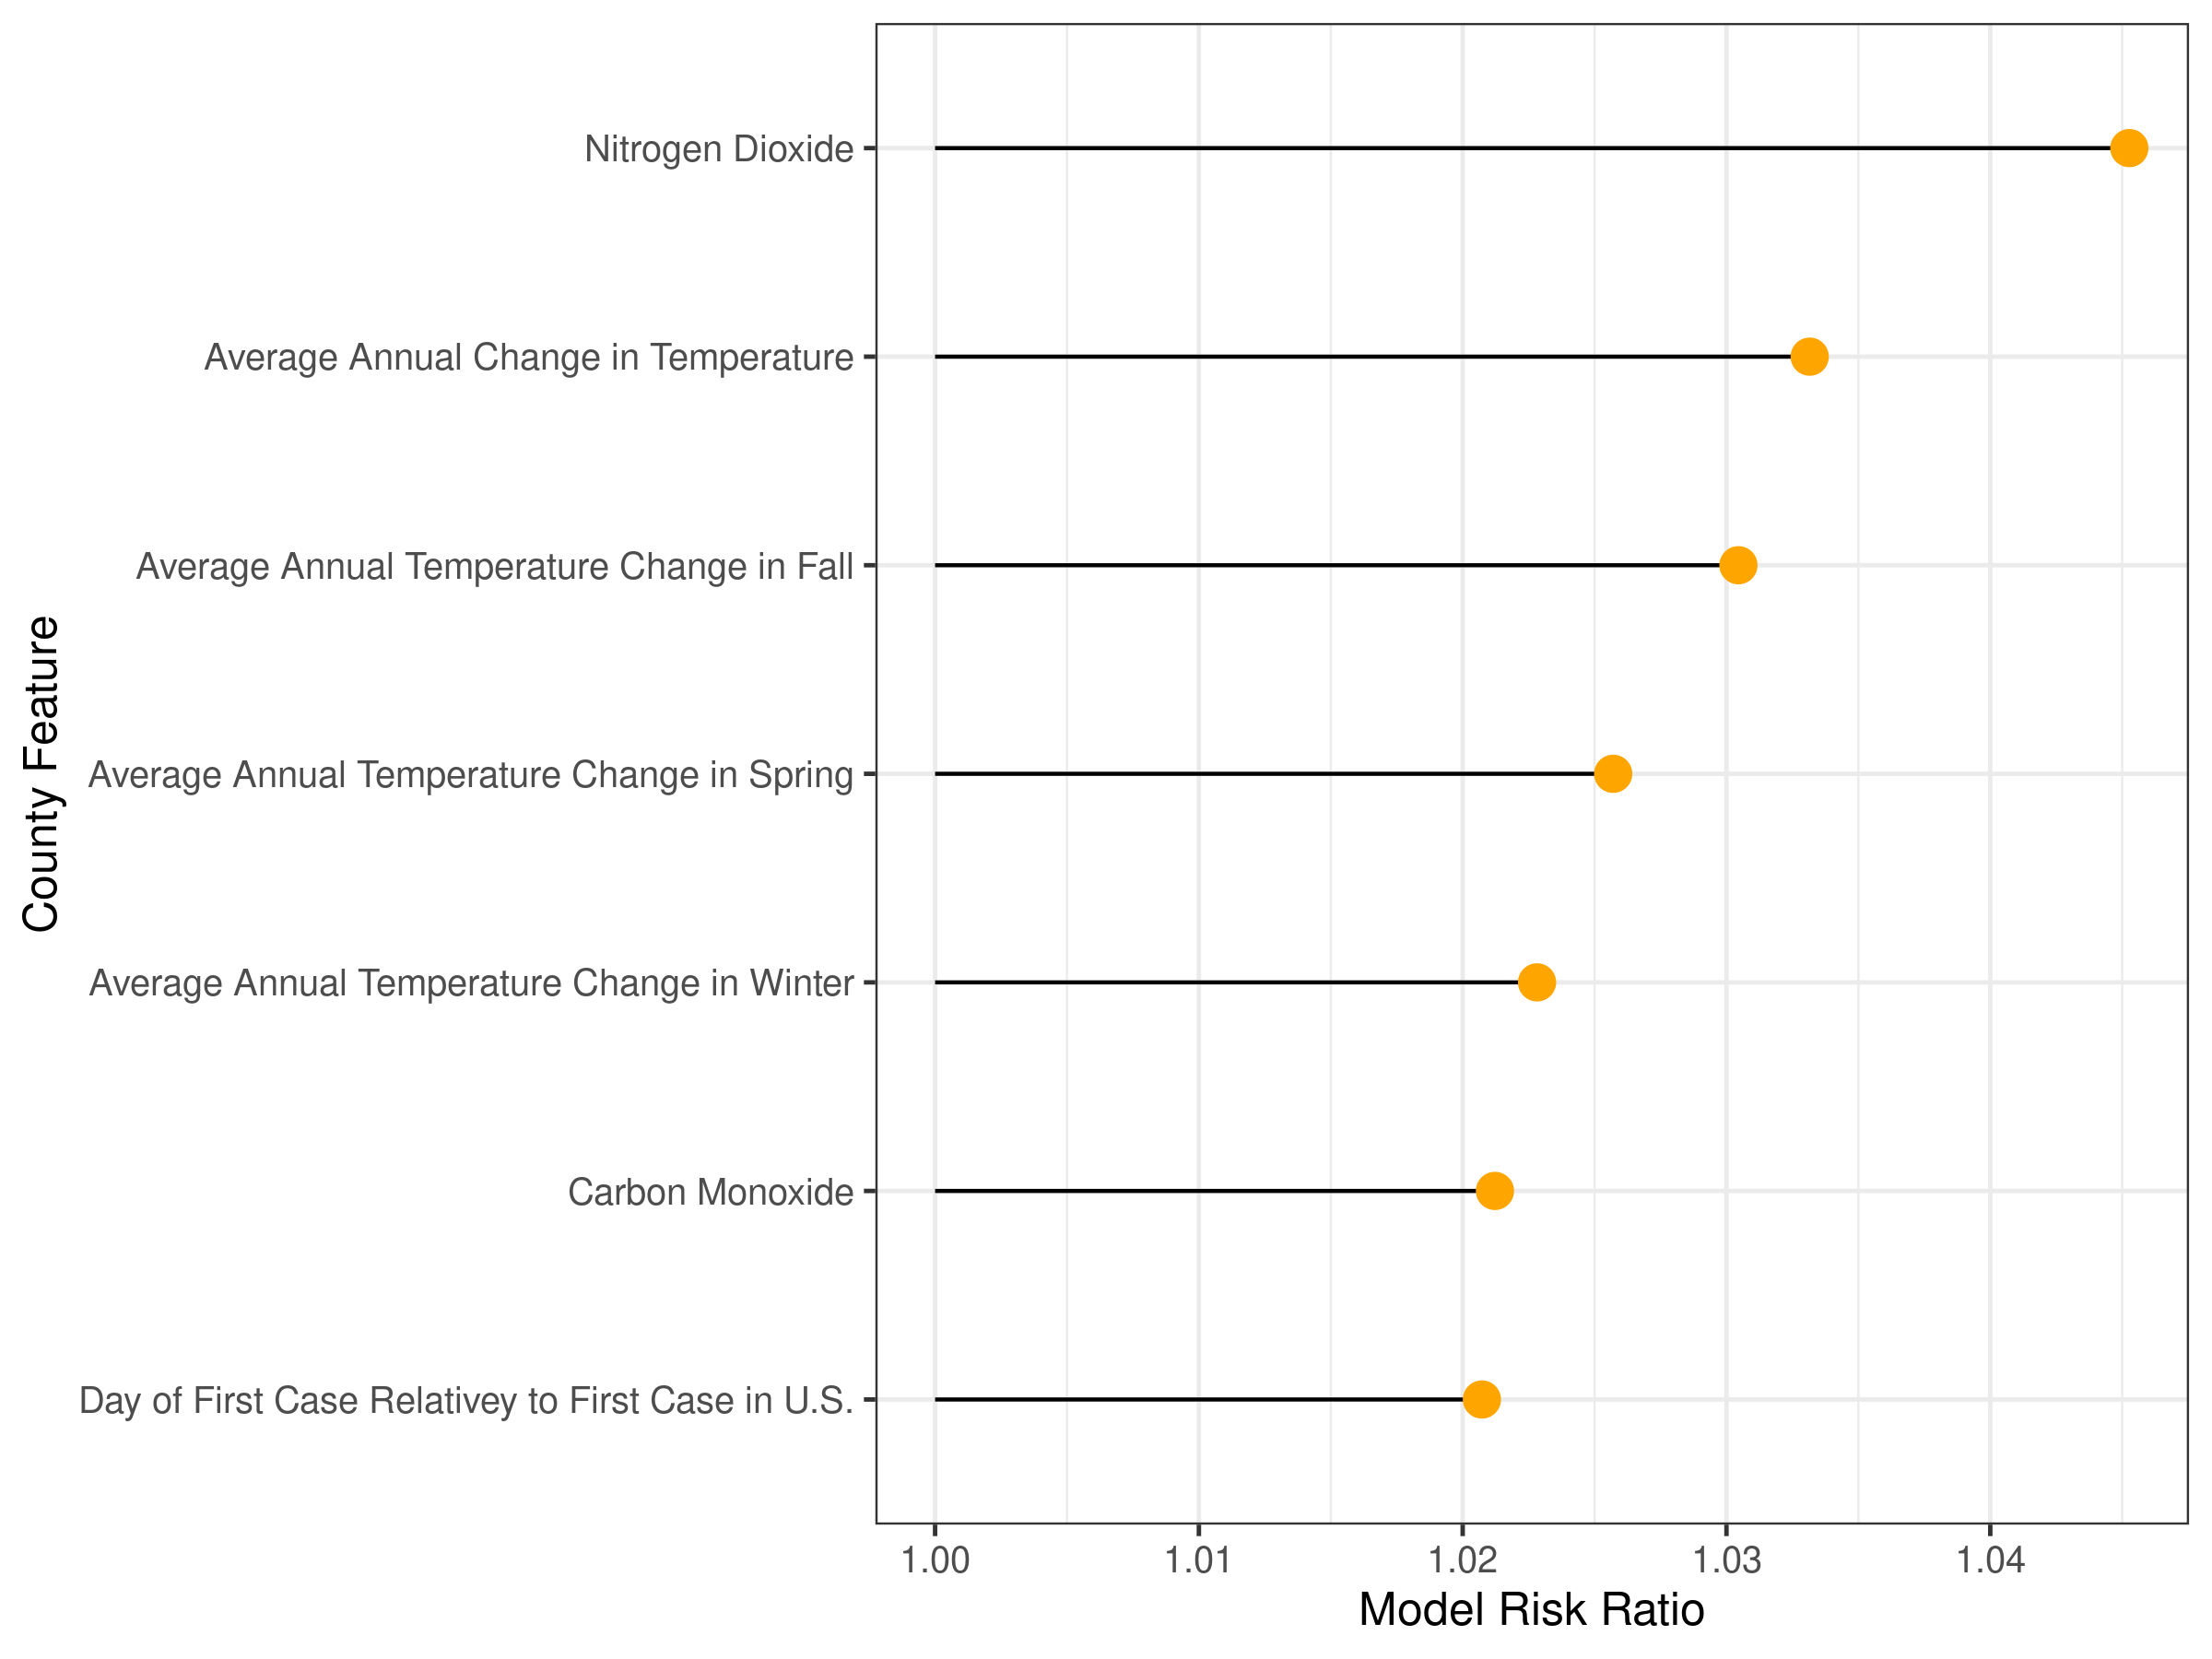 County Feature
Nitrogen Dioxide
Average Annual Change in Temperature
Average Annual Temperature Change in Fall
Average Annual Temperature Change in Spring
Average Annual Temperature Change in Winter
Carbon Monoxide
Day of First Case Relativey to First Case in U.S.
1.00 1.01 1.02 1.03 1.04
Model Risk Ratio